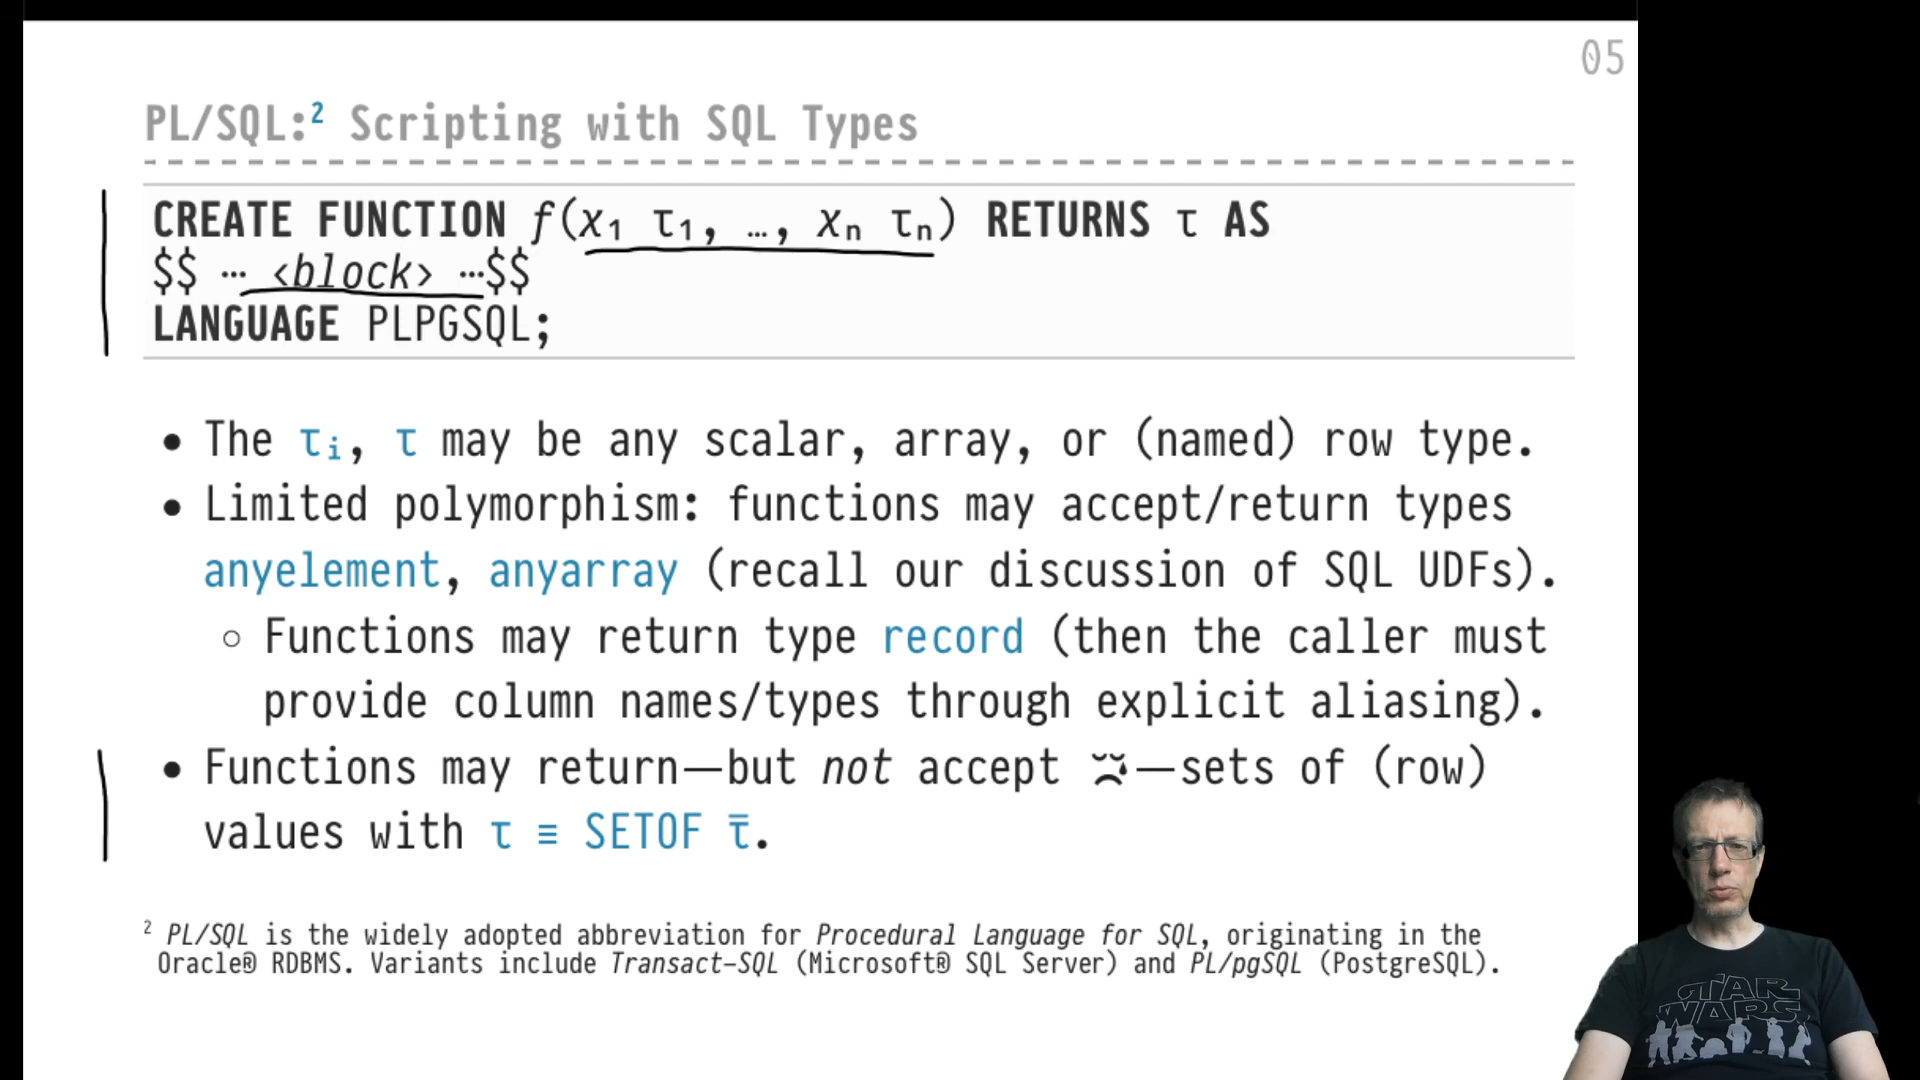 05
PL/SQL:² Scripting with SQL Types
CREATE FUNCTION f(x₁ τ₁, …, xₙ τₙ) RETURNS τ AS
$$ ⋯ <block> ⋯$$
LANGUAGE PLPGSQL;
• The τᵢ, τ may be any scalar, array, or (named) row type.
• Limited polymorphism: functions may accept/return types
anyelement, anyarray (recall our discussion of SQL UDFs).
◦ Functions may return type record (then the caller must
provide column names/types through explicit aliasing).
• Functions may return—but not accept —sets of (row)
values with τ ≡ SETOF τ̅.
² PL/SQL is the widely adopted abbreviation for Procedural Language for SQL, originating in the
Oracle® RDBMS. Variants include Transact–SQL (Microsoft® SQL Server) and PL/pgSQL (PostgreSQL).
STAR
WARS